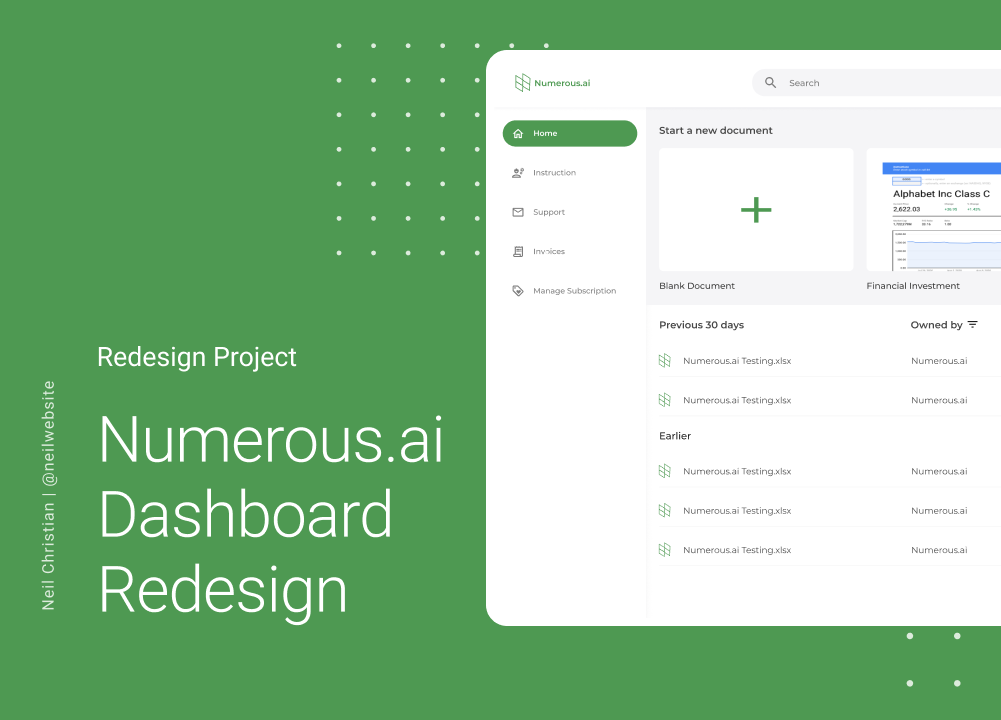 Redesign Project
Numerous.ai
Dashboard
Redesign
Neil Christian | @neilwebsite
Numerous.ai
Search
Home
Instruction
Support
Invoices
Manage Subscription
Start a new document
Alphabet Inc Class C
2,622.03
Blank Document
Financial Investment
Previous 30 days
Owned by
Numerous.ai Testing.xlsx
Numerous.ai
Numerous.ai Testing.xlsx
Numerous.ai
Earlier
Numerous.ai Testing.xlsx
Numerous.ai
Numerous.ai Testing.xlsx
Numerous.ai
Numerous.ai Testing.xlsx
Numerous.ai